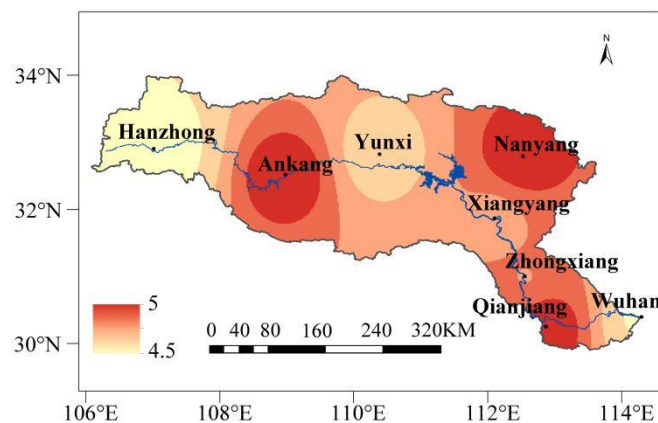 N
34°N
Hanzhong
Yunxi
Nanyang
Ankang
32°N
Xiangyang
Zhongxiang
5
Qianjiang
Wuhan
0 40 80 160 240 320KM
4.5
30°N
106°E 108°E 110°E 112°E 114°E